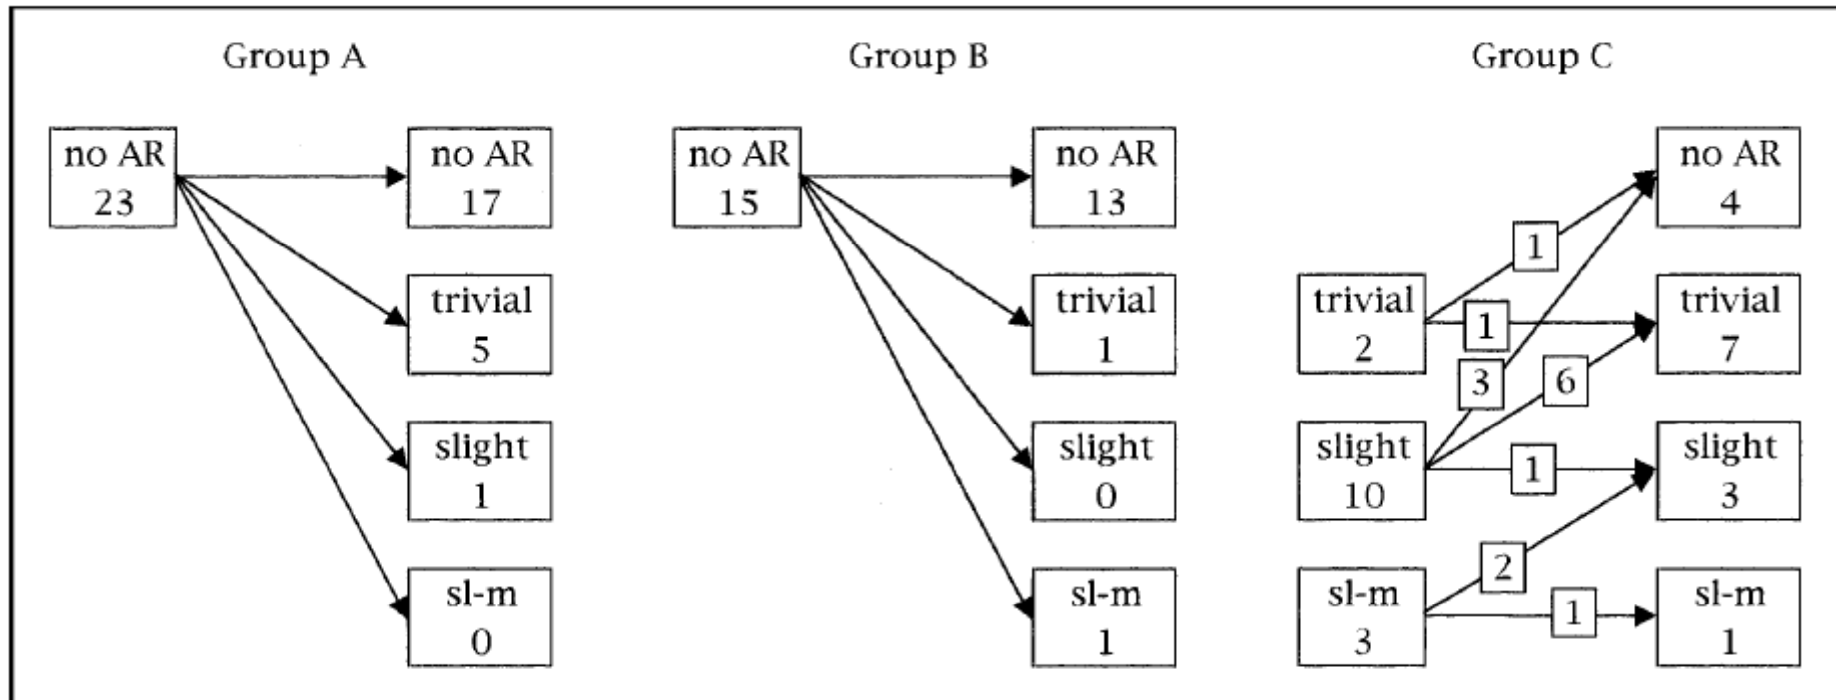 Group A
no AR
23
no AR
17
trivial
5
slight
1
sl-m
0
Group B
no AR
15
no AR
13
trivial
1
slight
0
sl-m
1
Group C
trivial
2
slight
10
sl-m
3
1
1
3
6
1
2
1
no AR
4
trivial
7
slight
3
sl-m
1